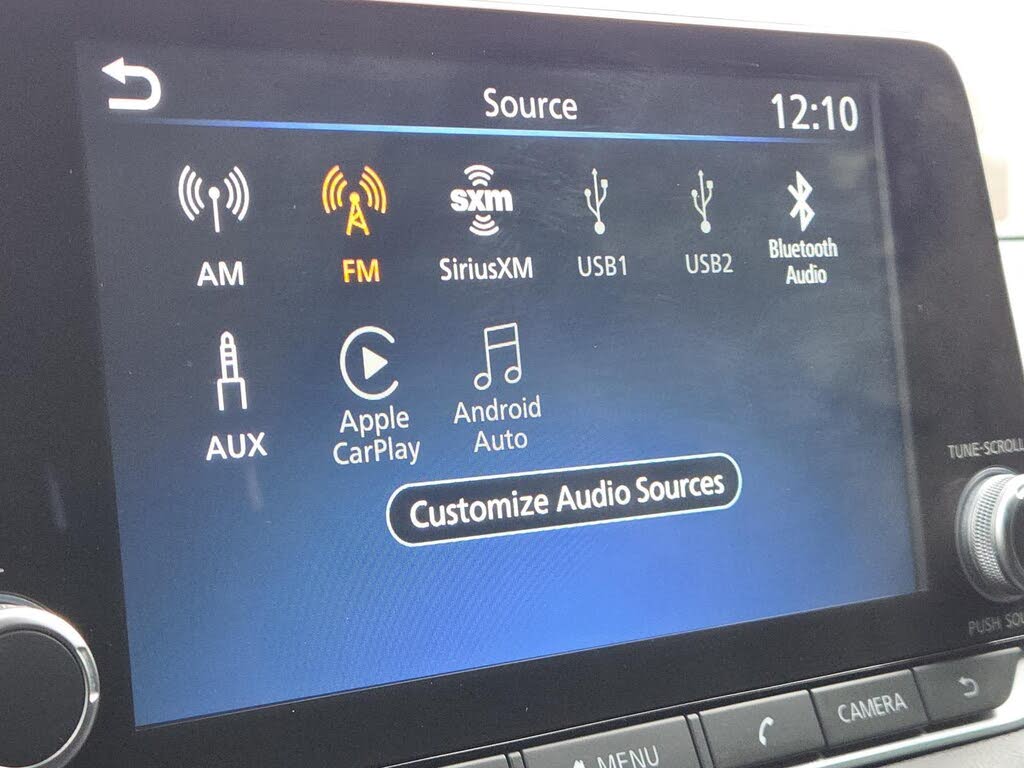 Source
12:10
sxm
AM
FM
SiriusXM
USB1
USB2
Bluetooth
Audio
AUX
Apple
CarPlay
Android
Auto
Customize Audio Sources
TUNE-SCROLL
PUSH
MENU
CAMERA